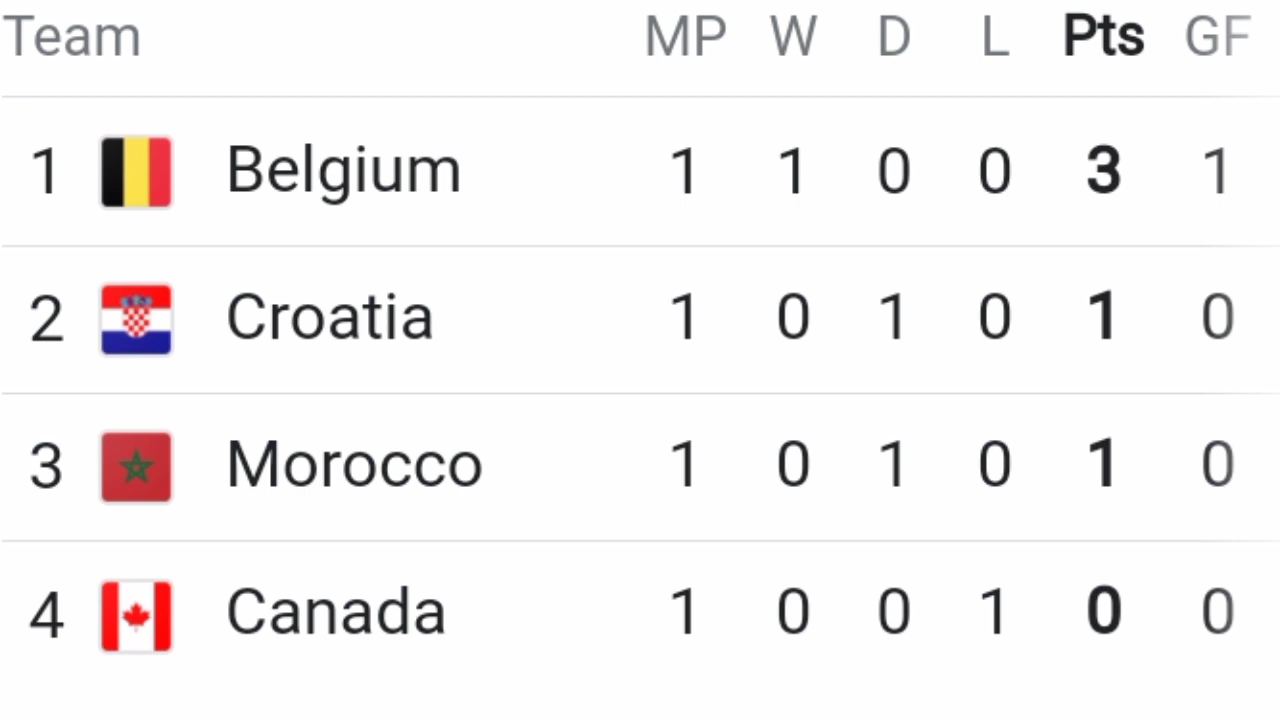 Team MP W D L Pts GF
1 Belgium 1 1 0 0 3 1
2 Croatia 1 0 1 0 1 0
3 Morocco 1 0 1 0 1 0
4 Canada 1 0 0 1 0 0